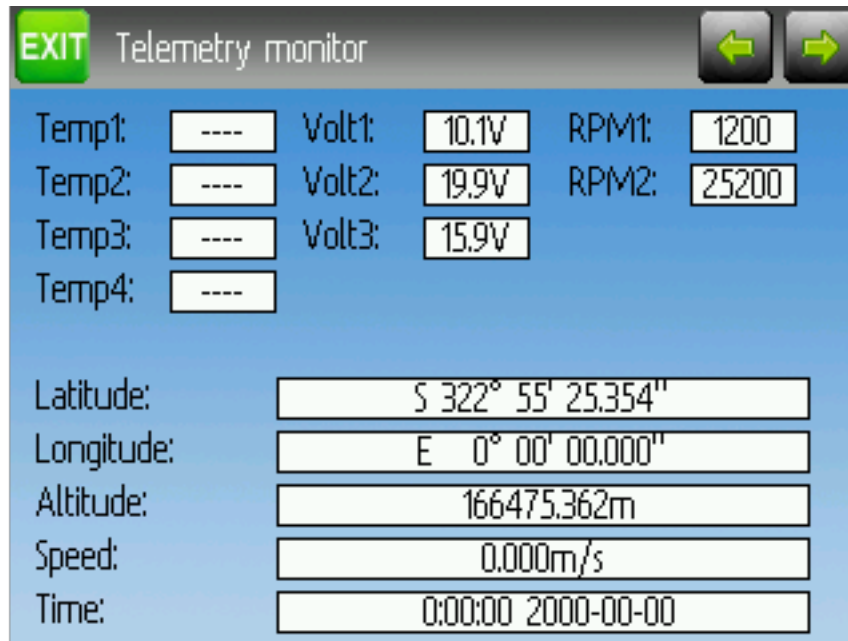 EXIT Telemetry monitor
Temp1: ---- Volt1: 10.1V RPM1: 1200
Temp2: ---- Volt2: 19.9V RPM2: 25200
Temp3: ---- Volt3: 15.9V
Temp4: ----
Latitude: S 322° 55' 25.354"
Longitude: E 0° 00' 00.000"
Altitude: 166475.362m
Speed: 0.000m/s
Time: 0:00:00 2000-00-00